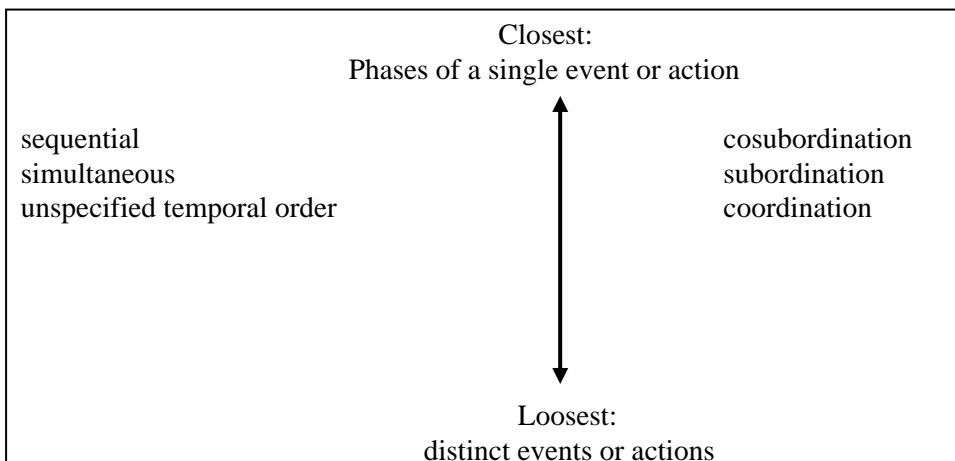 Closest:
Phases of a single event or action
sequential
simultaneous
unspecified temporal order
cosubordination
subordination
coordination
Loosest:
distinct events or actions